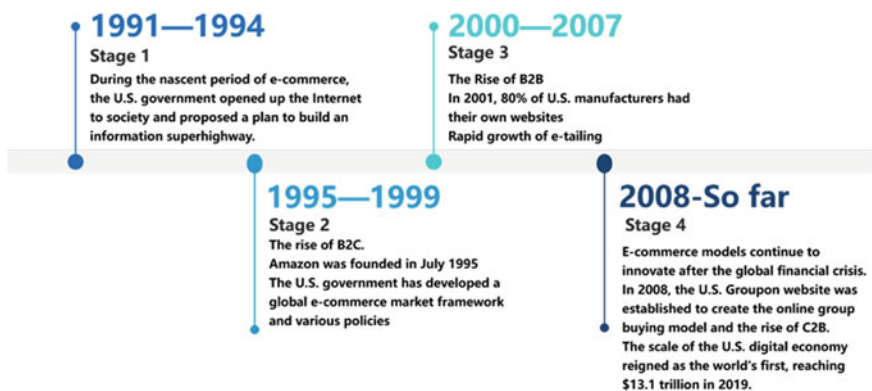 1991—1994
Stage 1
During the nascent period of e-commerce,
the U.S. government opened up the Internet
to society and proposed a plan to build an
information superhighway.
1995—1999
Stage 2
The rise of B2C.
Amazon was founded in July 1995
The U.S. government has developed a
global e-commerce market framework
and various policies
2000—2007
Stage 3
The Rise of B2B
In 2001, 80% of U.S. manufacturers had
their own websites
Rapid growth of e-tailing
2008-So far
Stage 4
E-commerce models continue to
innovate after the global financial crisis.
In 2008, the U.S. Groupon website was
established to create the online group
buying model and the rise of C2B.
The scale of the U.S. digital economy
reigned as the world's first, reaching
$13.1 trillion in 2019.